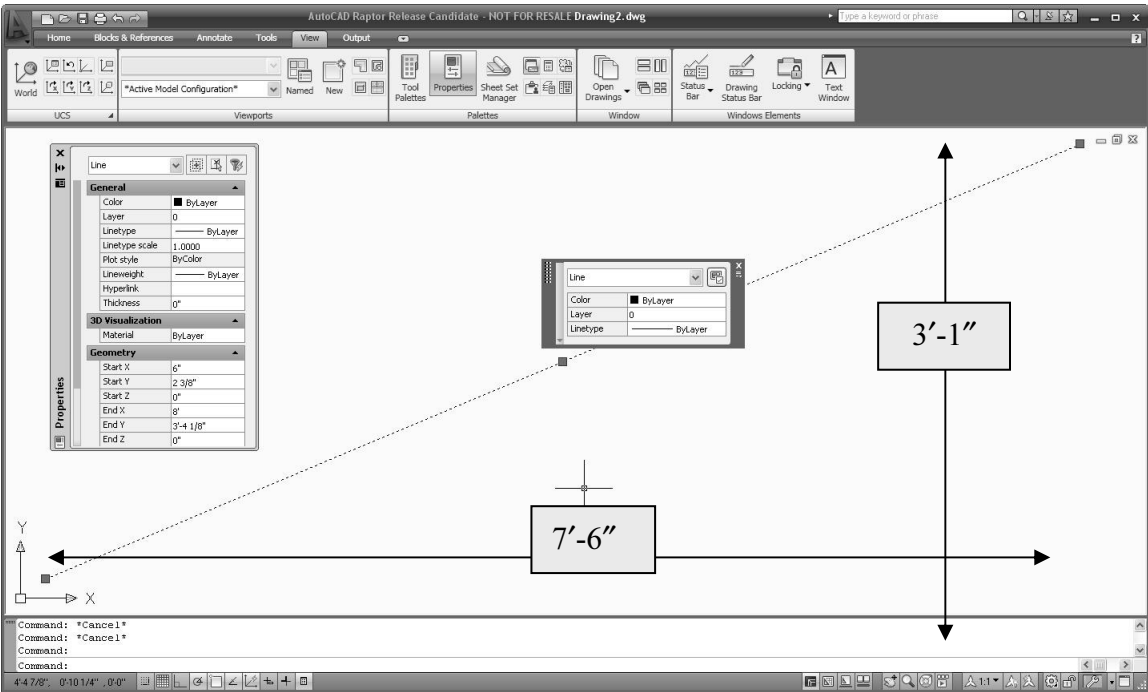 AutoCAD Raptor Release Candidate - NOT FOR RESALE Drawing2.dwg
Type a keyword or phrase
Home Blocks & References Annotate Tools View Output
World
*Active Model Configuration*
Named New
Tool Palettes
Properties
Sheet Set Manager
Open Drawings
Status Bar
Drawing Status Bar
Locking
Text Window
UCS Viewports Palettes Window Windows Elements
Properties
Line
General
Color ByLayer
Layer 0
Linetype ByLayer
Linetype scale 1.0000
Plot style ByColor
Lineweight ByLayer
Hyperlink
Thickness 0"
3D Visualization
Material ByLayer
Geometry
Start X 6"
Start Y 2 3/8"
Start Z 0"
End X 8'
End Y 3'-4 1/8"
End Z 0"
Line
Color ByLayer
Layer 0
Linetype ByLayer
3′-1″
7′-6″
Y
X
Command: *Cancel*
Command: *Cancel*
Command:
Command:
4'-4 7/8", 0'-10 1/4" , 0'-0"
1:1